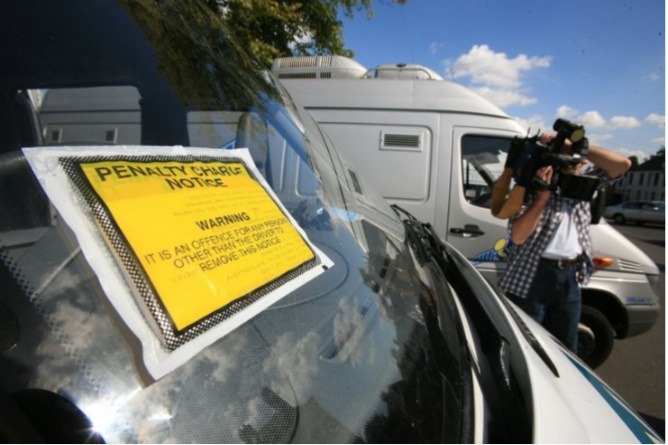 PENALTY CHARGE
NOTICE
WARNING
IT IS AN OFFENCE FOR ANY PERSON
OTHER THAN THE DRIVER TO
REMOVE THIS NOTICE